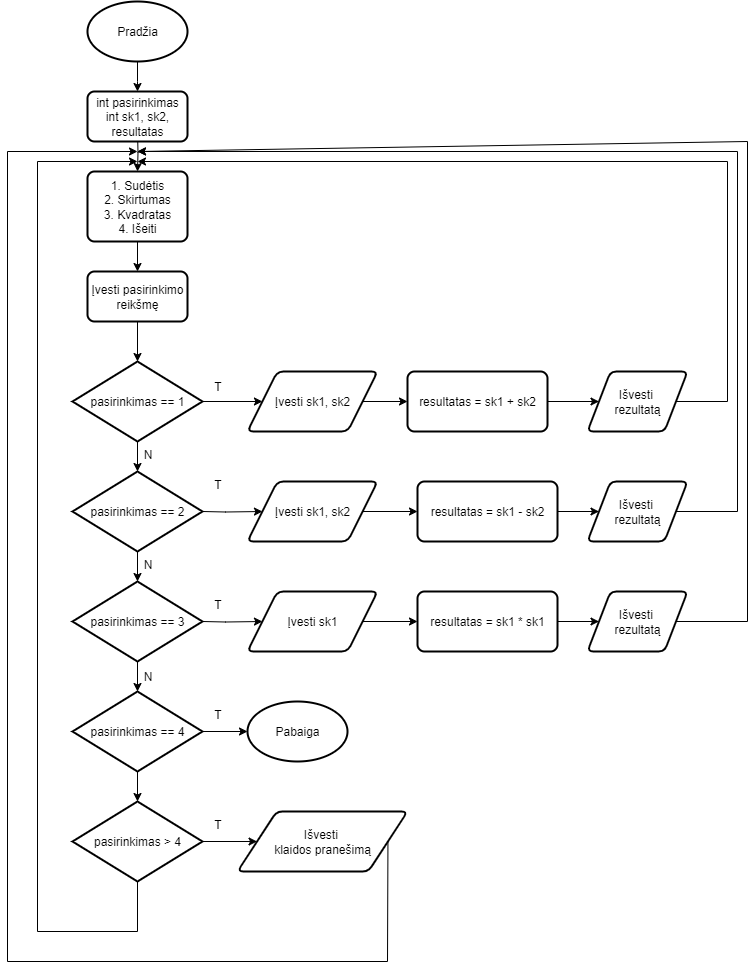 Pradžia
int pasirinkimas
int sk1, sk2,
resultatas
1. Sudėtis
2. Skirtumas
3. Kvadratas
4. Išeiti
Įvesti pasirinkimo
reikšmę
pasirinkimas == 1
T
Įvesti sk1, sk2
resultatas = sk1 + sk2
Išvesti
rezultatą
N
pasirinkimas == 2
T
Įvesti sk1, sk2
resultatas = sk1 - sk2
Išvesti
rezultatą
N
pasirinkimas == 3
T
Įvesti sk1
resultatas = sk1 * sk1
Išvesti
rezultatą
N
pasirinkimas == 4
T
Pabaiga
pasirinkimas > 4
T
Išvesti
klaidos pranešimą